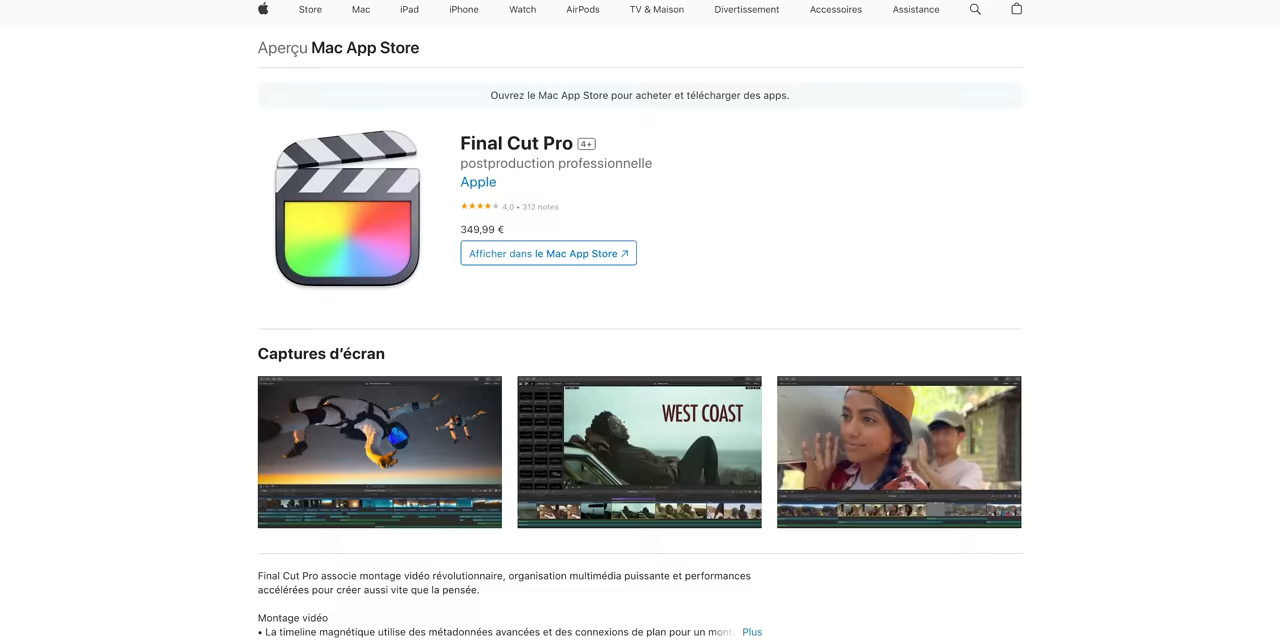 Store Mac iPad iPhone Watch AirPods TV & Maison Divertissement Accessoires Assistance
Aperçu Mac App Store
Ouvrez le Mac App Store pour acheter et télécharger des apps.
Final Cut Pro 4+
postproduction professionnelle
Apple
★★★★★ 4,0 • 312 notes
349,99 €
Afficher dans le Mac App Store ↗
Captures d’écran
WEST COAST
Final Cut Pro associe montage vidéo révolutionnaire, organisation multimédia puissante et performances
accélérées pour créer aussi vite que la pensée.
Montage vidéo
• La timeline magnétique utilise des métadonnées avancées et des connexions de plan pour un mont Plus